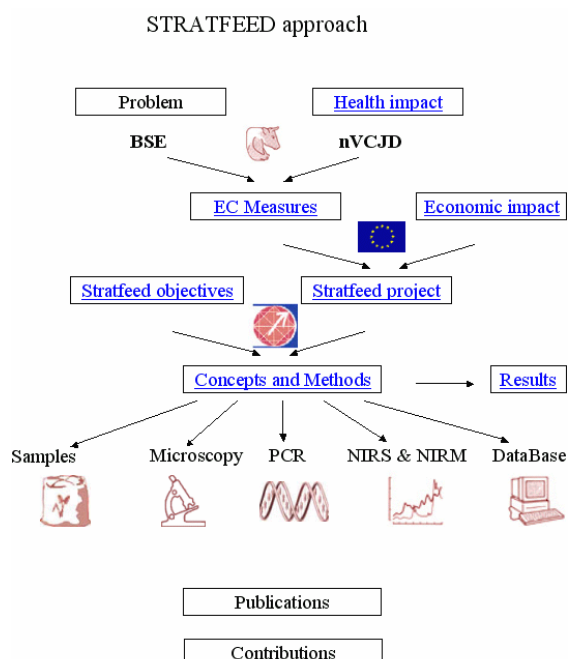 STRATFEED approach
Problem
Health impact
BSE
nVCJD
EC Measures
Economic impact
Stratfeed objectives
Stratfeed project
Concepts and Methods
Results
Samples
Microscopy
PCR
NIRS & NIRM
DataBase
Publications
Contributions